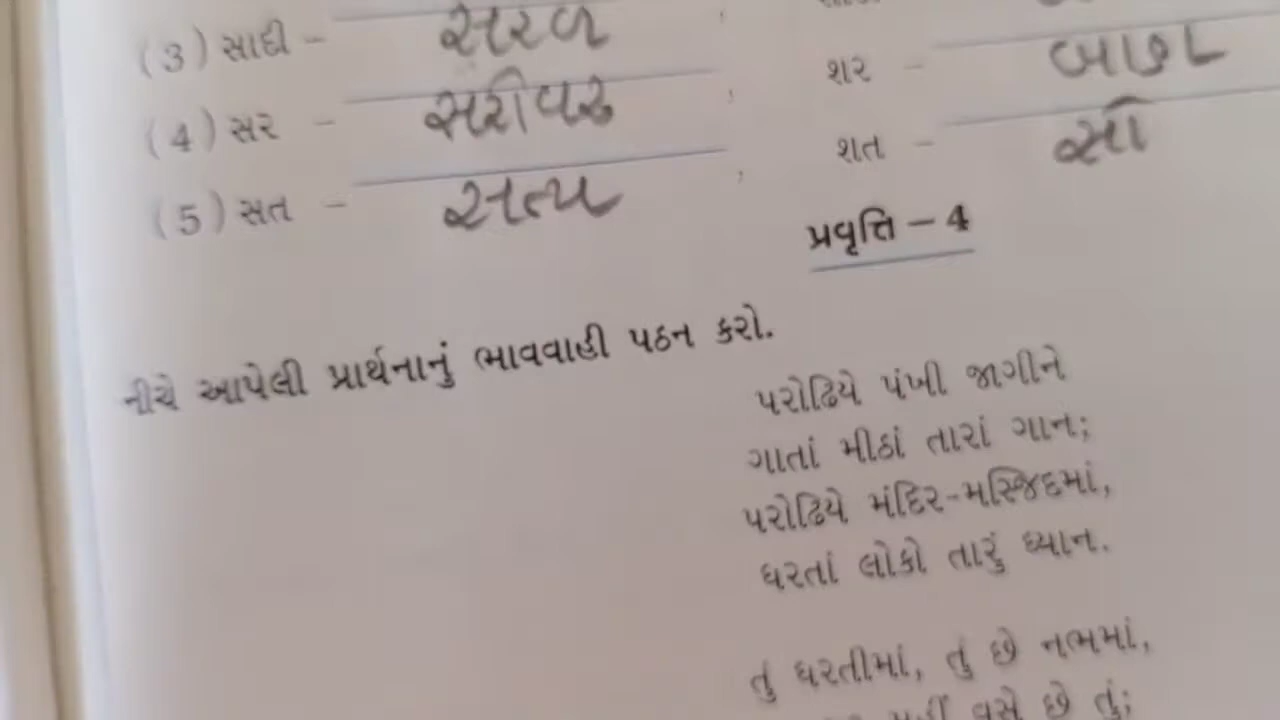 (3) સાદી – સરળ
(4) સર – સરોવર, શર –
(5) સત – સત્ય, શત – સો
પ્રવૃત્તિ – 4
નીચે આપેલી પ્રાર્થનાનું ભાવવાહી પઠન કરો.
પરોઢિયે પંખી જાગીને
ગાતાં મીઠાં તારાં ગાન;
પરોઢિયે મંદિર-મસ્જિદમાં,
ધરતાં લોકો તારું ધ્યાન.
તું ધરતીમાં, તું છે નભમાં,
વસે છે તું;